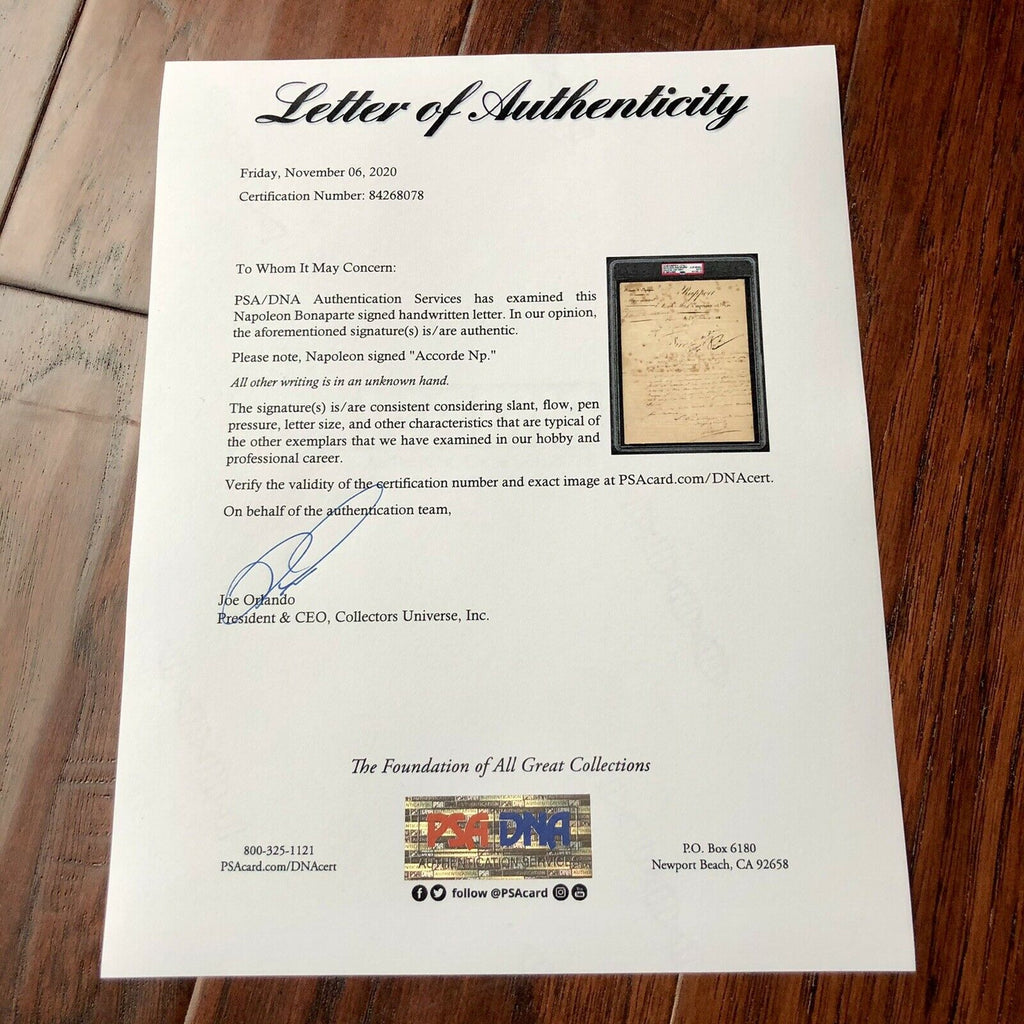 Letter of Authenticity
Friday, November 06, 2020
Certification Number: 84268078
To Whom It May Concern:
PSA/DNA Authentication Services has examined this
Napoleon Bonaparte signed handwritten letter. In our opinion,
the aforementioned signature(s) is/are authentic.
Please note, Napoleon signed "Accorde Np."
All other writing is in an unknown hand.
The signature(s) is/are consistent considering slant, flow, pen
pressure, letter size, and other characteristics that are typical of
the other exemplars that we have examined in our hobby and
professional career.
Rapport
Verify the validity of the certification number and exact image at PSAcard.com/DNAcert.
On behalf of the authentication team,
Joe Orlando
President & CEO, Collectors Universe, Inc.
The Foundation of All Great Collections
PSA DNA
AUTHENTICATION SERVICES
800-325-1121
PSAcard.com/DNAcert
P.O. Box 6180
Newport Beach, CA 92658
follow @PSAcard